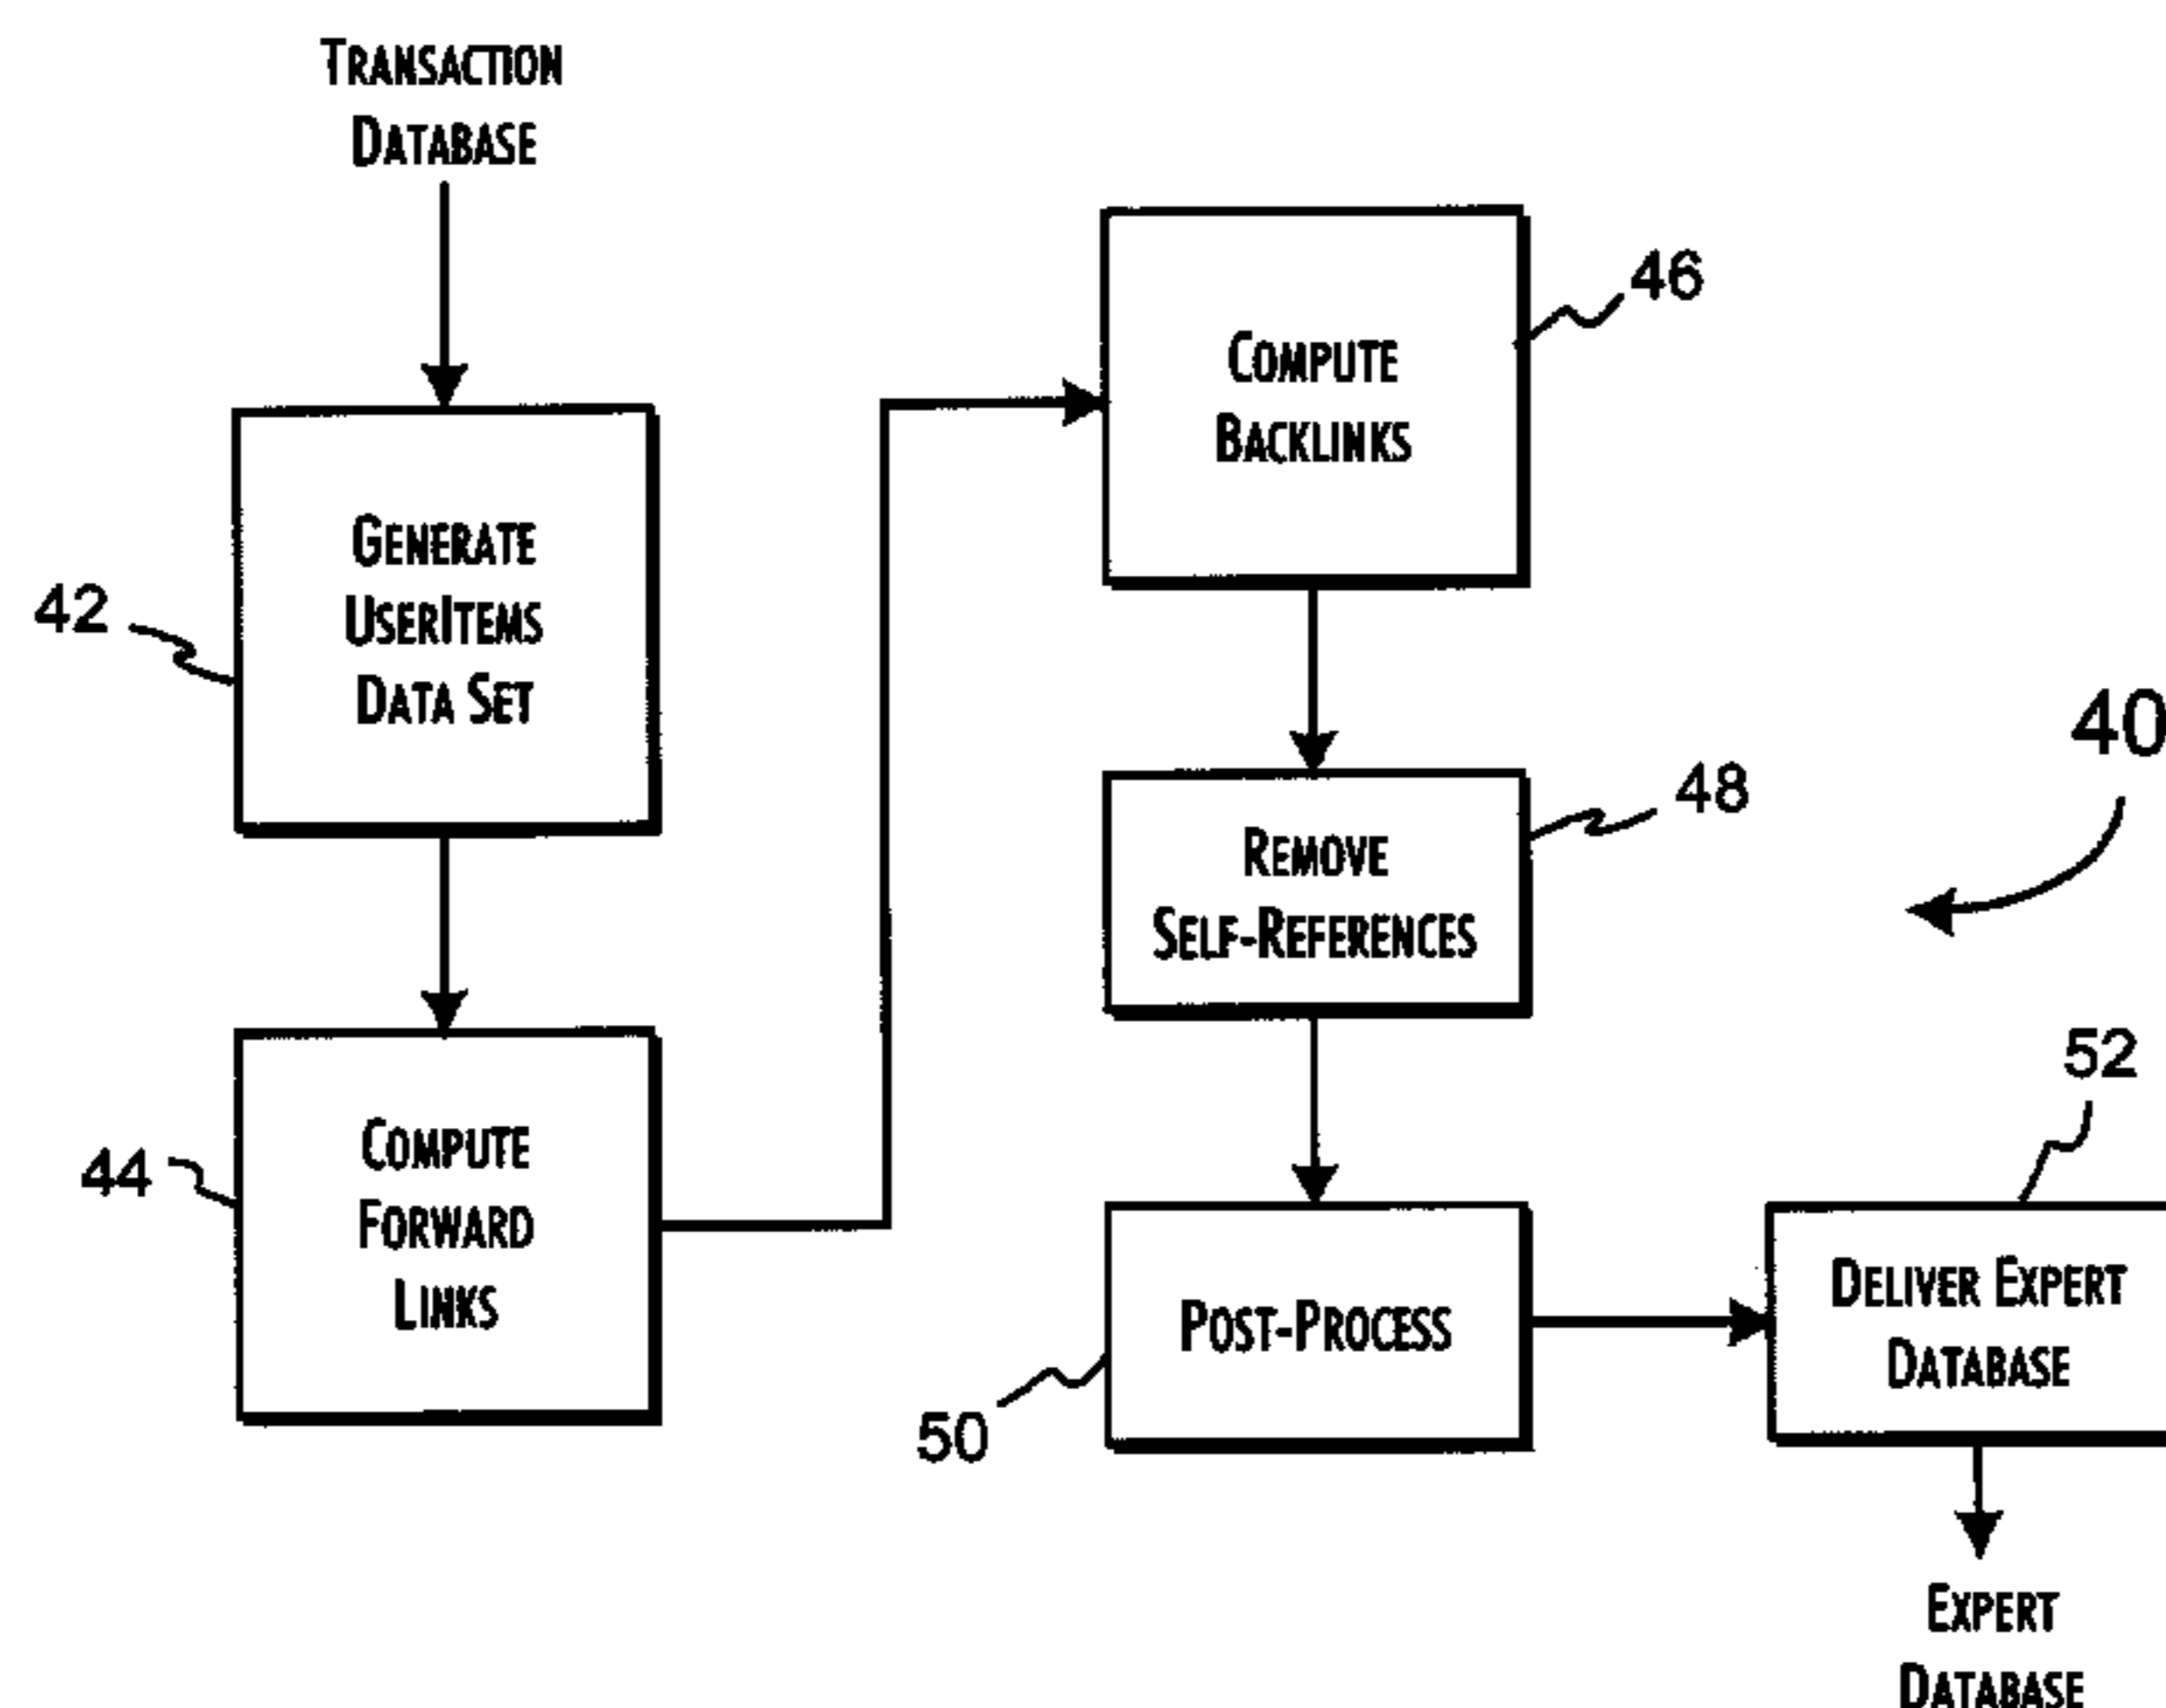 TRANSACTION
DATABASE
42
GENERATE
USERITEMS
DATA SET
44
COMPUTE
FORWARD
LINKS
46
COMPUTE
BACKLINKS
48
REMOVE
SELF-REFERENCES
40
50
POST-PROCESS
52
DELIVER EXPERT
DATABASE
EXPERT
DATABASE